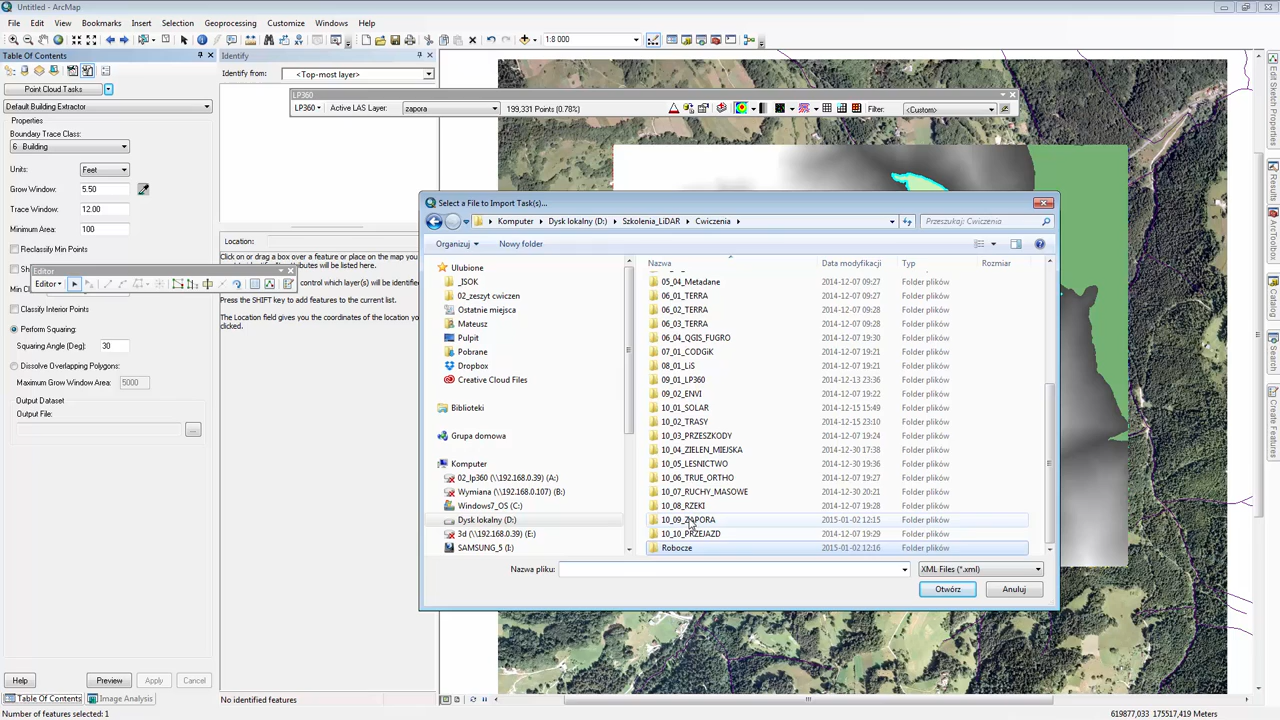 Untitled - ArcMap
File Edit View Bookmarks Insert Selection Geoprocessing Customize Windows Help
1:8 000
Table Of Contents
Point Cloud Tasks
Default Building Extractor
Properties
Boundary Trace Class:
6 Building
Units: Feet
Grow Window: 5.50
Trace Window: 12.00
Minimum Area: 100
Reclassify Min Points
Editor
Editor
Classify Interior Points
Perform Squaring:
Squaring Angle (Deg): 30
Dissolve Overlapping Polygons:
Maximum Grow Window Area: 5000
Output Dataset
Output File:
...
Help Preview Apply Cancel
Table Of Contents Image Analysis
Number of features selected: 1
Identify
Identify from: <Top-most layer>
Location:
Press the SHIFT key to add features to the current list.
The Location field gives you the coordinates of the location you
clicked.
No identified features
LP360
LP360 Active LAS Layer: zapora 199,331 Points (0.78%) Filter: <Custom>
Select a File to Import Task(s)...
Komputer Dysk lokalny (D:) Szkolenia_LiDAR Cwiczenia
Przeszukaj: Cwiczenia
Organizuj Nowy folder
Ulubione
_ISOK
02_zeszyt cwiczen
Ostatnie miejsca
Mateusz
Pulpit
Pobrane
Dropbox
Creative Cloud Files
Biblioteki
Grupa domowa
Komputer
02_lp360 (\\192.168.0.39) (A:)
Wymiana (\\192.168.0.107) (B:)
Windows7_OS (C:)
Dysk lokalny (D:)
3d (\\192.168.0.39) (E:)
SAMSUNG_5 (I:)
Nazwa Data modyfikacji Typ Rozmiar
05_04_Metadane 2014-12-07 09:27 Folder plików
06_01_TERRA 2014-12-07 09:27 Folder plików
06_02_TERRA 2014-12-07 09:28 Folder plików
06_03_TERRA 2014-12-07 09:28 Folder plików
06_04_QGIS_FUGRO 2014-12-07 19:30 Folder plików
07_01_CODGiK 2014-12-07 19:21 Folder plików
08_01_LiS 2014-12-07 19:21 Folder plików
09_01_LP360 2014-12-13 23:36 Folder plików
09_02_ENVI 2014-12-07 19:22 Folder plików
10_01_SOLAR 2014-12-15 15:49 Folder plików
10_02_TRASY 2014-12-15 23:10 Folder plików
10_03_PRZESZKODY 2014-12-07 19:24 Folder plików
10_04_ZIELEN_MIEJSKA 2014-12-30 17:38 Folder plików
10_05_LESNICTWO 2014-12-30 19:36 Folder plików
10_06_TRUE_ORTHO 2014-12-07 19:27 Folder plików
10_07_RUCHY_MASOWE 2014-12-30 20:21 Folder plików
10_08_RZEKI 2014-12-07 19:28 Folder plików
10_09_ZAPORA 2015-01-02 12:15 Folder plików
10_10_PRZEJAZD 2014-12-07 19:29 Folder plików
Robocze 2015-01-02 12:16 Folder plików
Nazwa pliku: XML Files (*.xml)
Otwórz Anuluj
Edit Sketch Properties
Results
ArcToolbox
Catalog
Search
Create Features
619877,033 175517,419 Meters